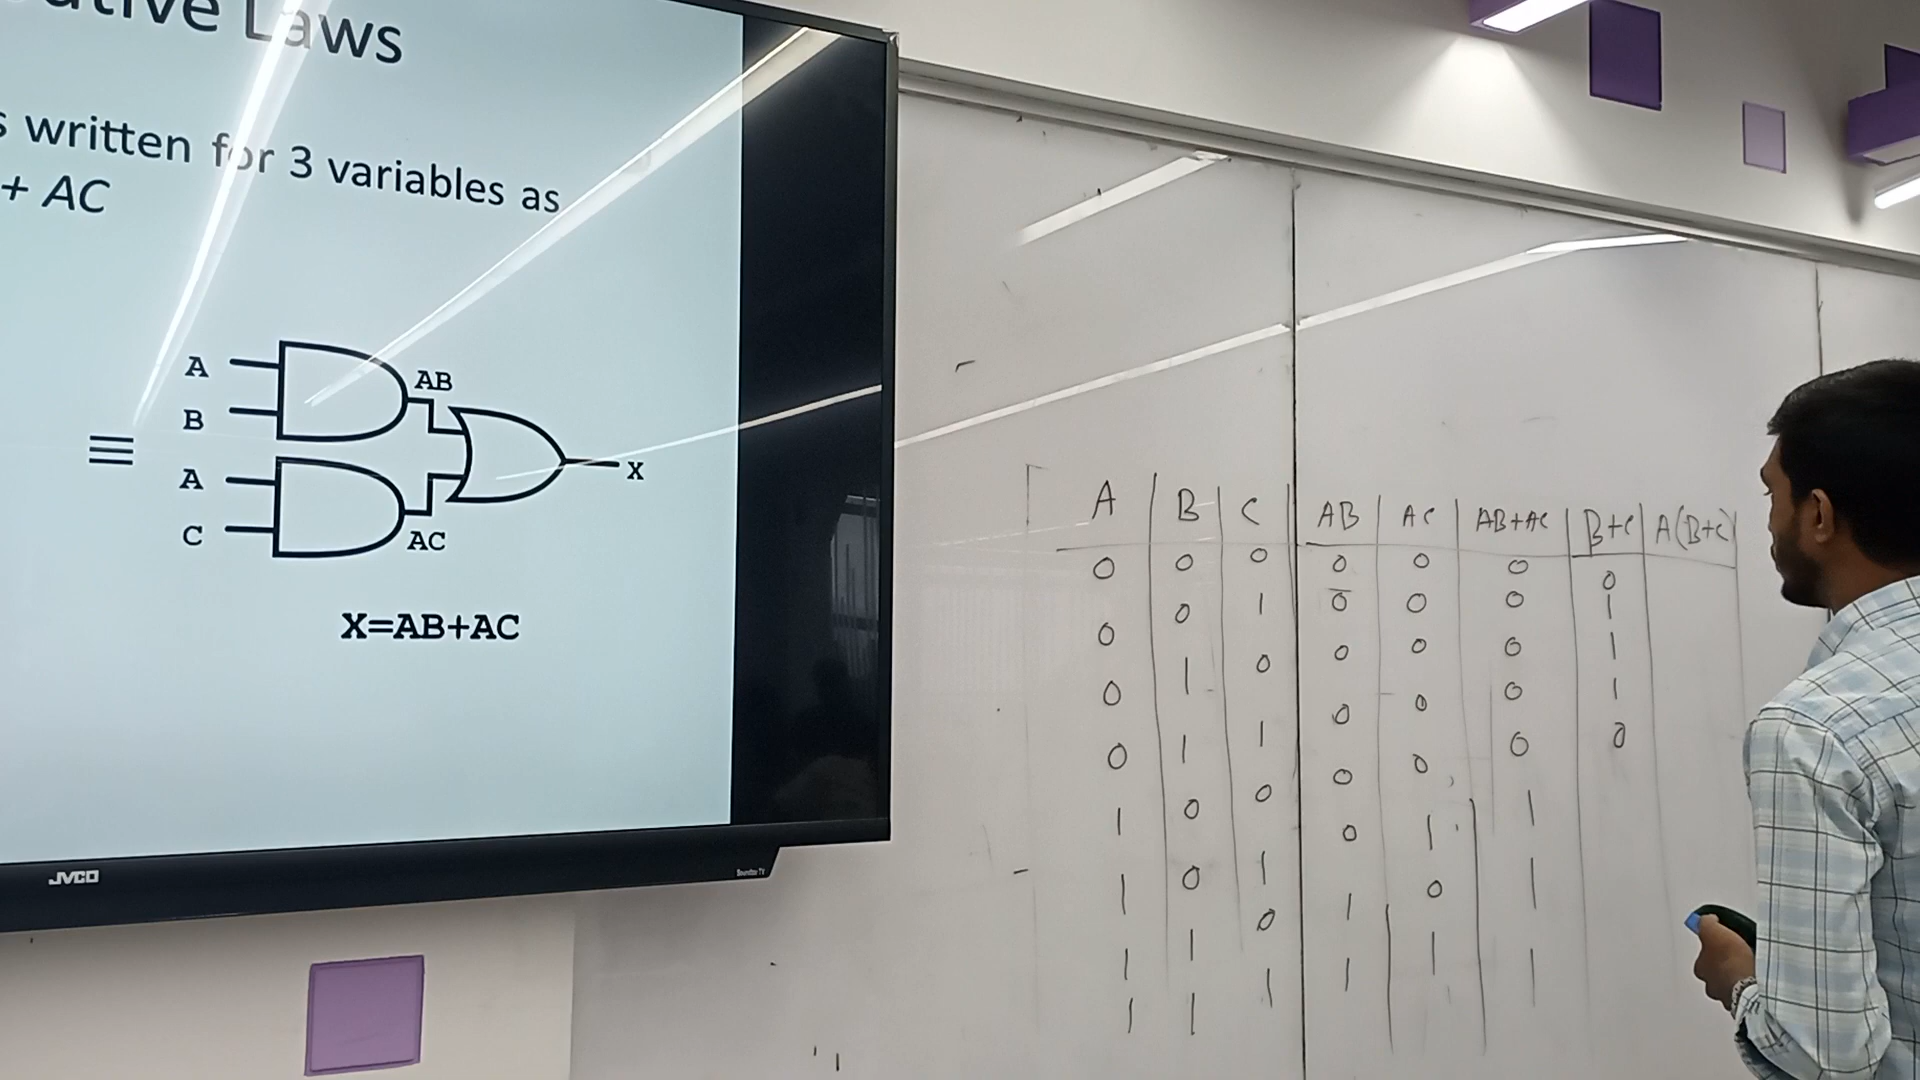 Laws
written for 3 variables as
+ AC
A
B
AB
≡
X
A
C
AC
X=AB+AC
JVCO
A | B | C | AB | AC | AB+AC | B+C | A(B+C)
0 0 0 0 0 0 0
0 0 1 0 0 0 1
0 1 0 0 0 0 1
0 1 1 0 0 0 1
1 0 0 0 0 0 0
1 0 1 0 1 1
1 1 0 1 0 1
1 1 1 1 1 1